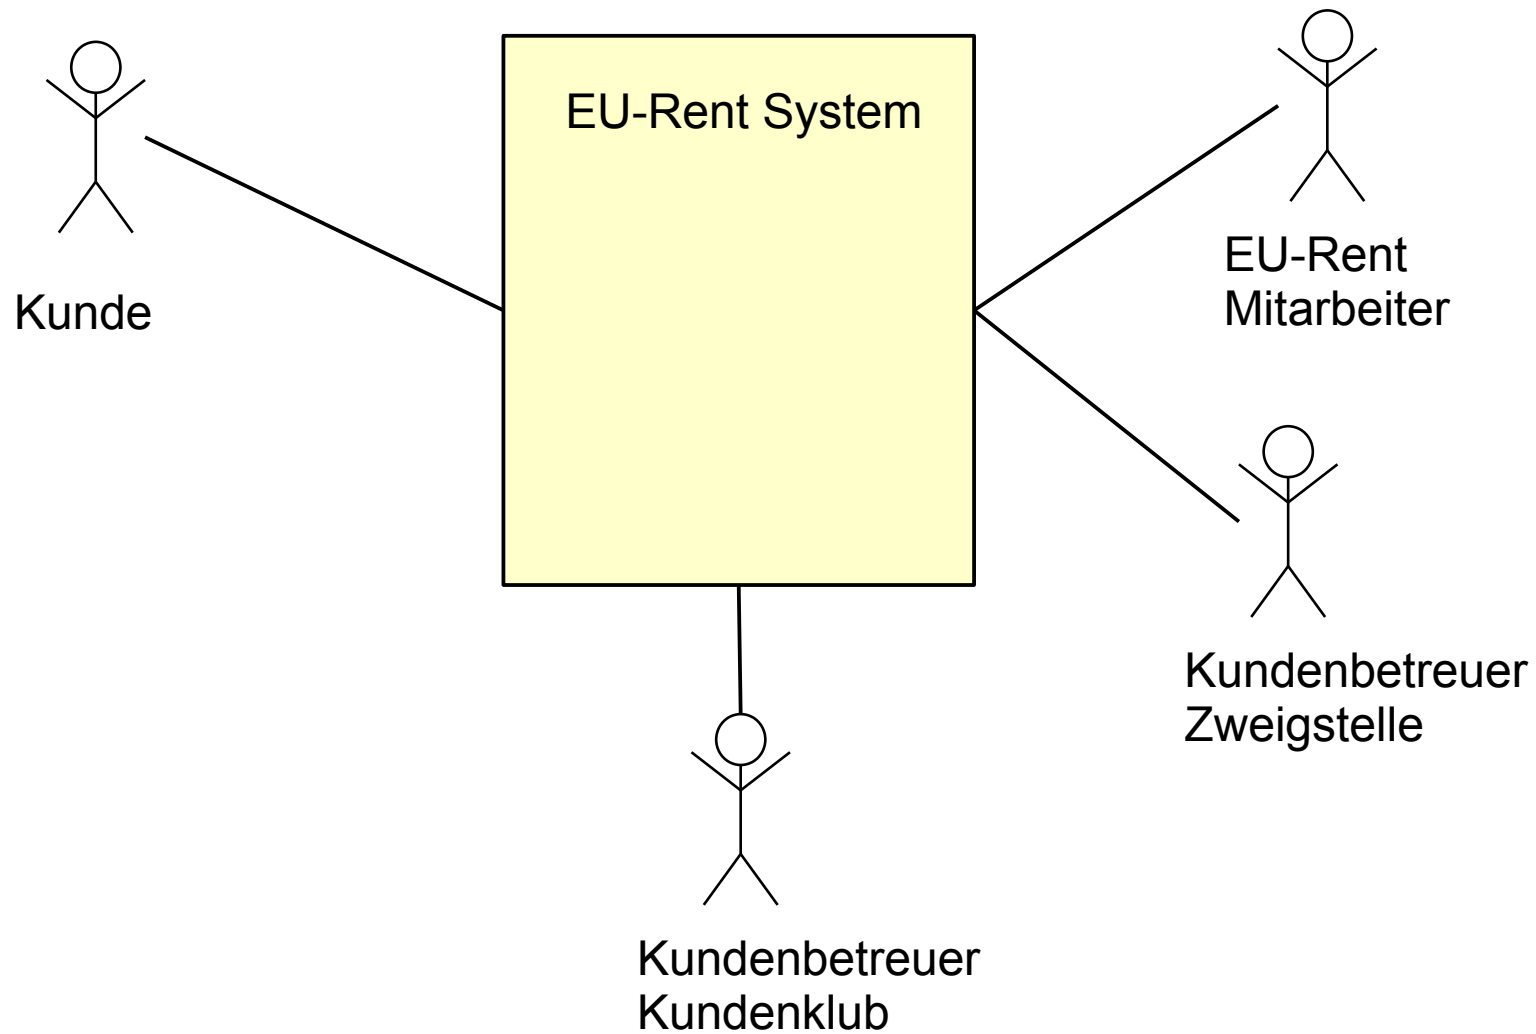 EU-Rent System
Kunde
EU-Rent
Mitarbeiter
Kundenbetreuer
Zweigstelle
Kundenbetreuer
Kundenklub